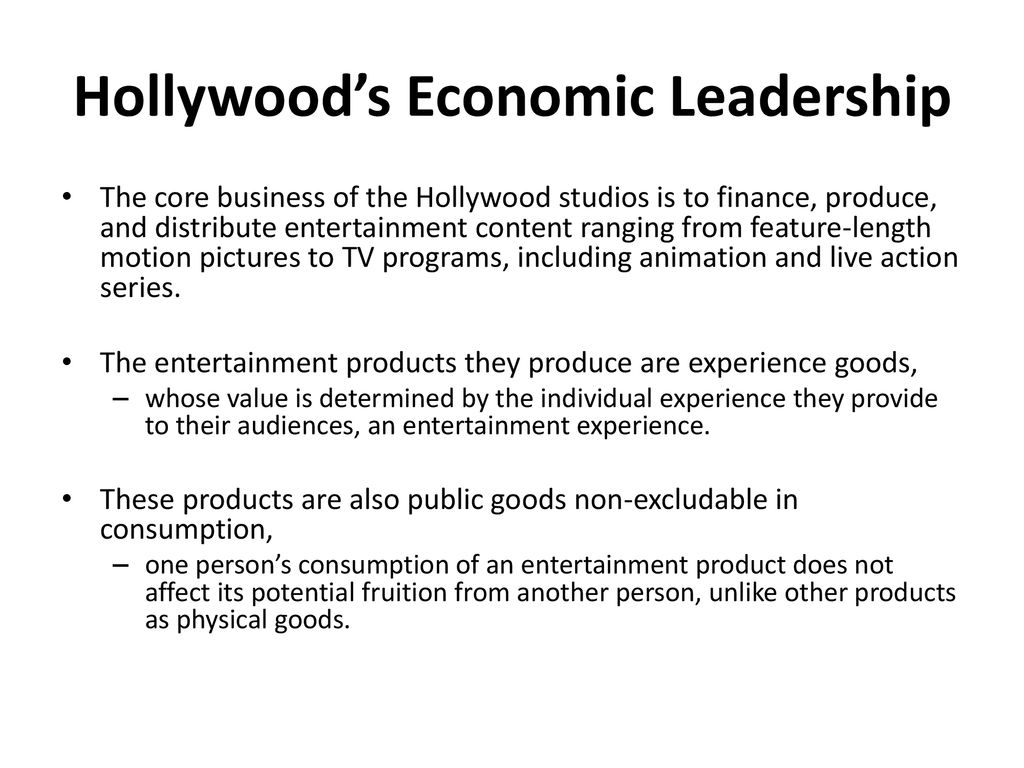 Hollywood’s Economic Leadership
• The core business of the Hollywood studios is to finance, produce,
and distribute entertainment content ranging from feature-length
motion pictures to TV programs, including animation and live action
series.
• The entertainment products they produce are experience goods,
– whose value is determined by the individual experience they provide
to their audiences, an entertainment experience.
• These products are also public goods non-excludable in
consumption,
– one person’s consumption of an entertainment product does not
affect its potential fruition from another person, unlike other products
as physical goods.